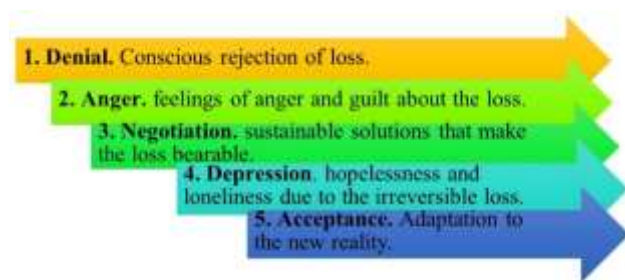 1. Denial. Conscious rejection of loss.
2. Anger. feelings of anger and guilt about the loss.
3. Negotiation. sustainable solutions that make
the loss bearable.
4. Depression. hopelessness and
loneliness due to the irreversible loss.
5. Acceptance. Adaptation to
the new reality.